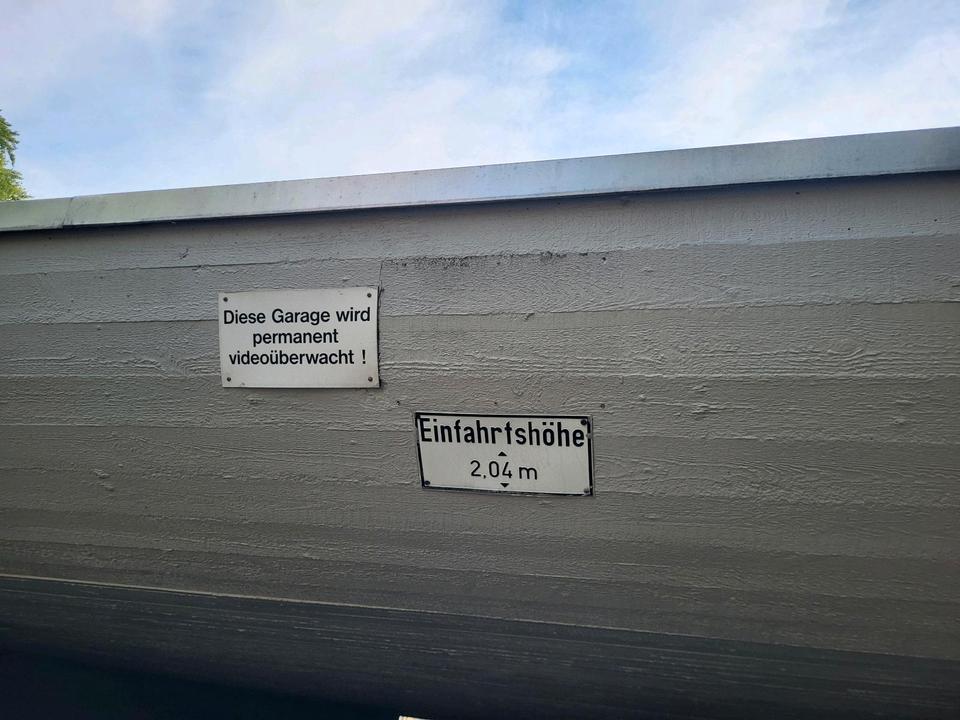 Diese Garage wird
permanent
videoüberwacht !
Einfahrtshöhe
2,04 m